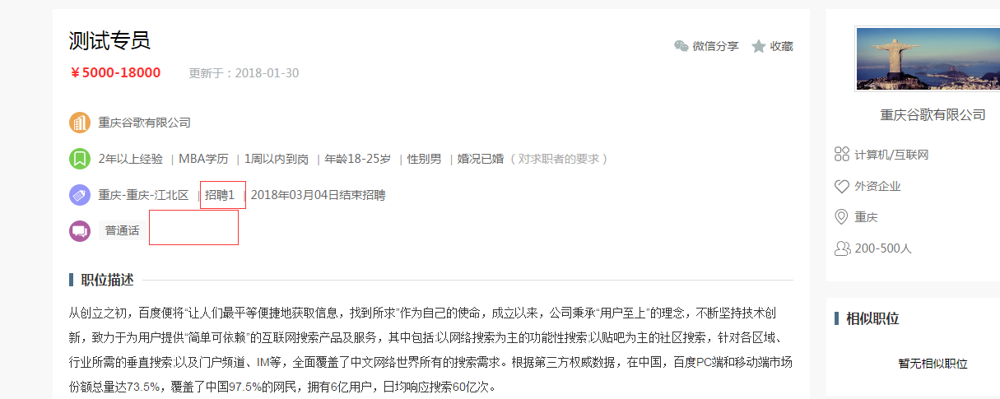 测试专员
微信分享 收藏
￥5000-18000 更新于：2018-01-30
重庆谷歌有限公司
2年以上经验 | MBA学历 | 1周以内到岗 | 年龄18-25岁 | 性别男 | 婚况已婚（对求职者的要求）
重庆-重庆-江北区 | 招聘1 | 2018年03月04日结束招聘
普通话
职位描述
从创立之初，百度便将“让人们最平等便捷地获取信息，找到所求”作为自己的使命，成立以来，公司秉承“用户至上”的理念，不断坚持技术创
新，致力于为用户提供“简单可依赖”的互联网搜索产品及服务，其中包括:以网络搜索为主的功能性搜索;以贴吧为主的社区搜索，针对各区域、
行业所需的垂直搜索;以及门户频道、IM等，全面覆盖了中文网络世界所有的搜索需求。根据第三方权威数据，在中国，百度PC端和移动端市场
份额总量达73.5%，覆盖了中国97.5%的网民，拥有6亿用户，日均响应搜索60亿次。
重庆谷歌有限公司
计算机/互联网
外资企业
重庆
200-500人
相似职位
暂无相似职位